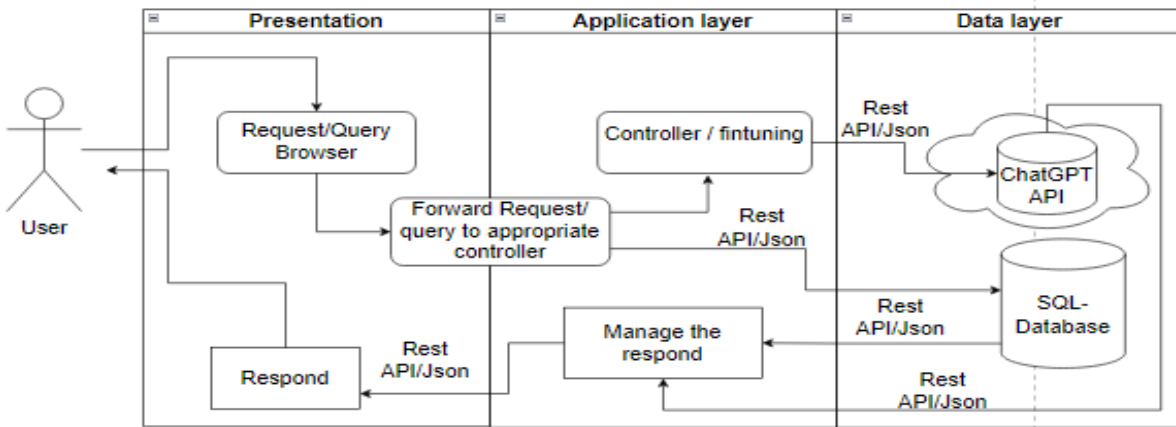 Presentation
Application layer
Data layer
Request/Query
Browser
Controller / fintuning
Rest
API/Json
ChatGPT
API
User
Forward Request/
query to appropriate
controller
Rest
API/Json
SQL-
Database
Rest
API/Json
Manage the
respond
Rest
API/Json
Respond
Rest
API/Json